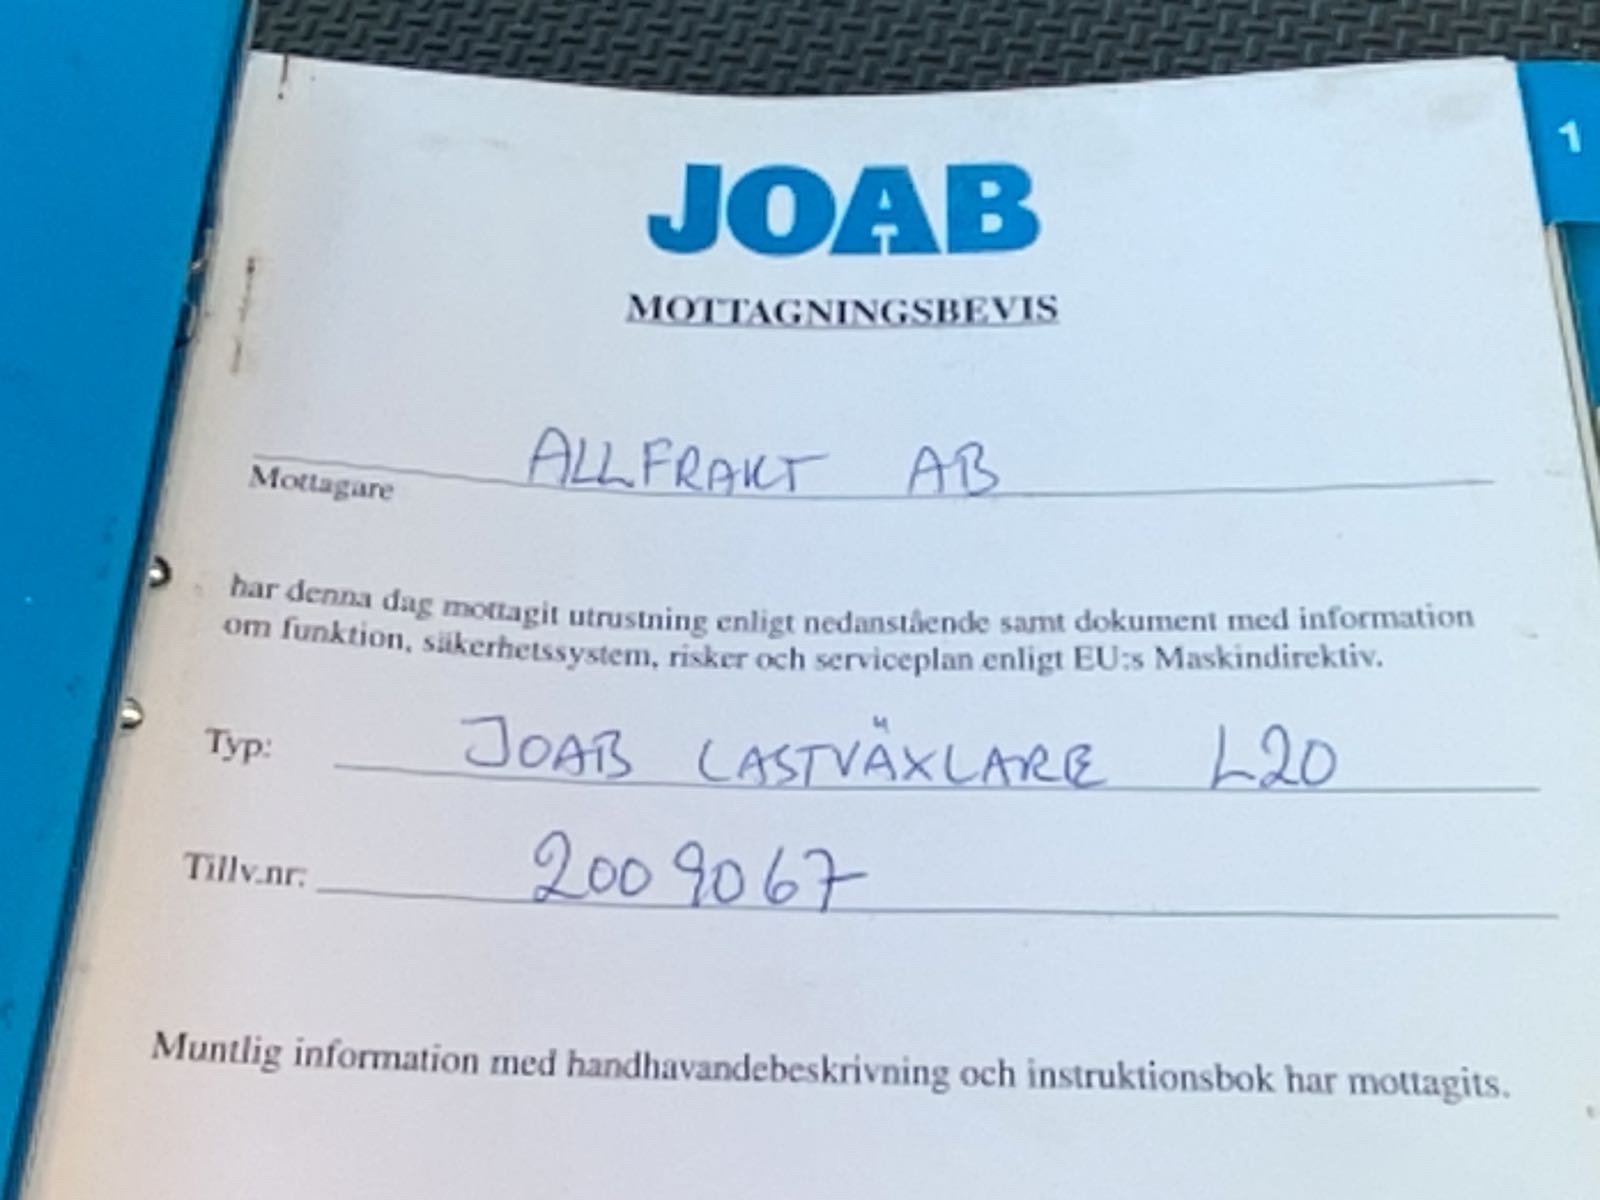 1
JOAB
MOTTAGNINGSBEVIS
ALLFRAKT AB
Mottagare
har denna dag mottagit utrustning enligt nedanstående samt dokument med information
om funktion, säkerhetssystem, risker och serviceplan enligt EU:s Maskindirektiv.
Typ: JOAB LASTVÄXLARE L20
Tillv.nr: 2009067
Muntlig information med handhavandebeskrivning och instruktionsbok har mottagits.